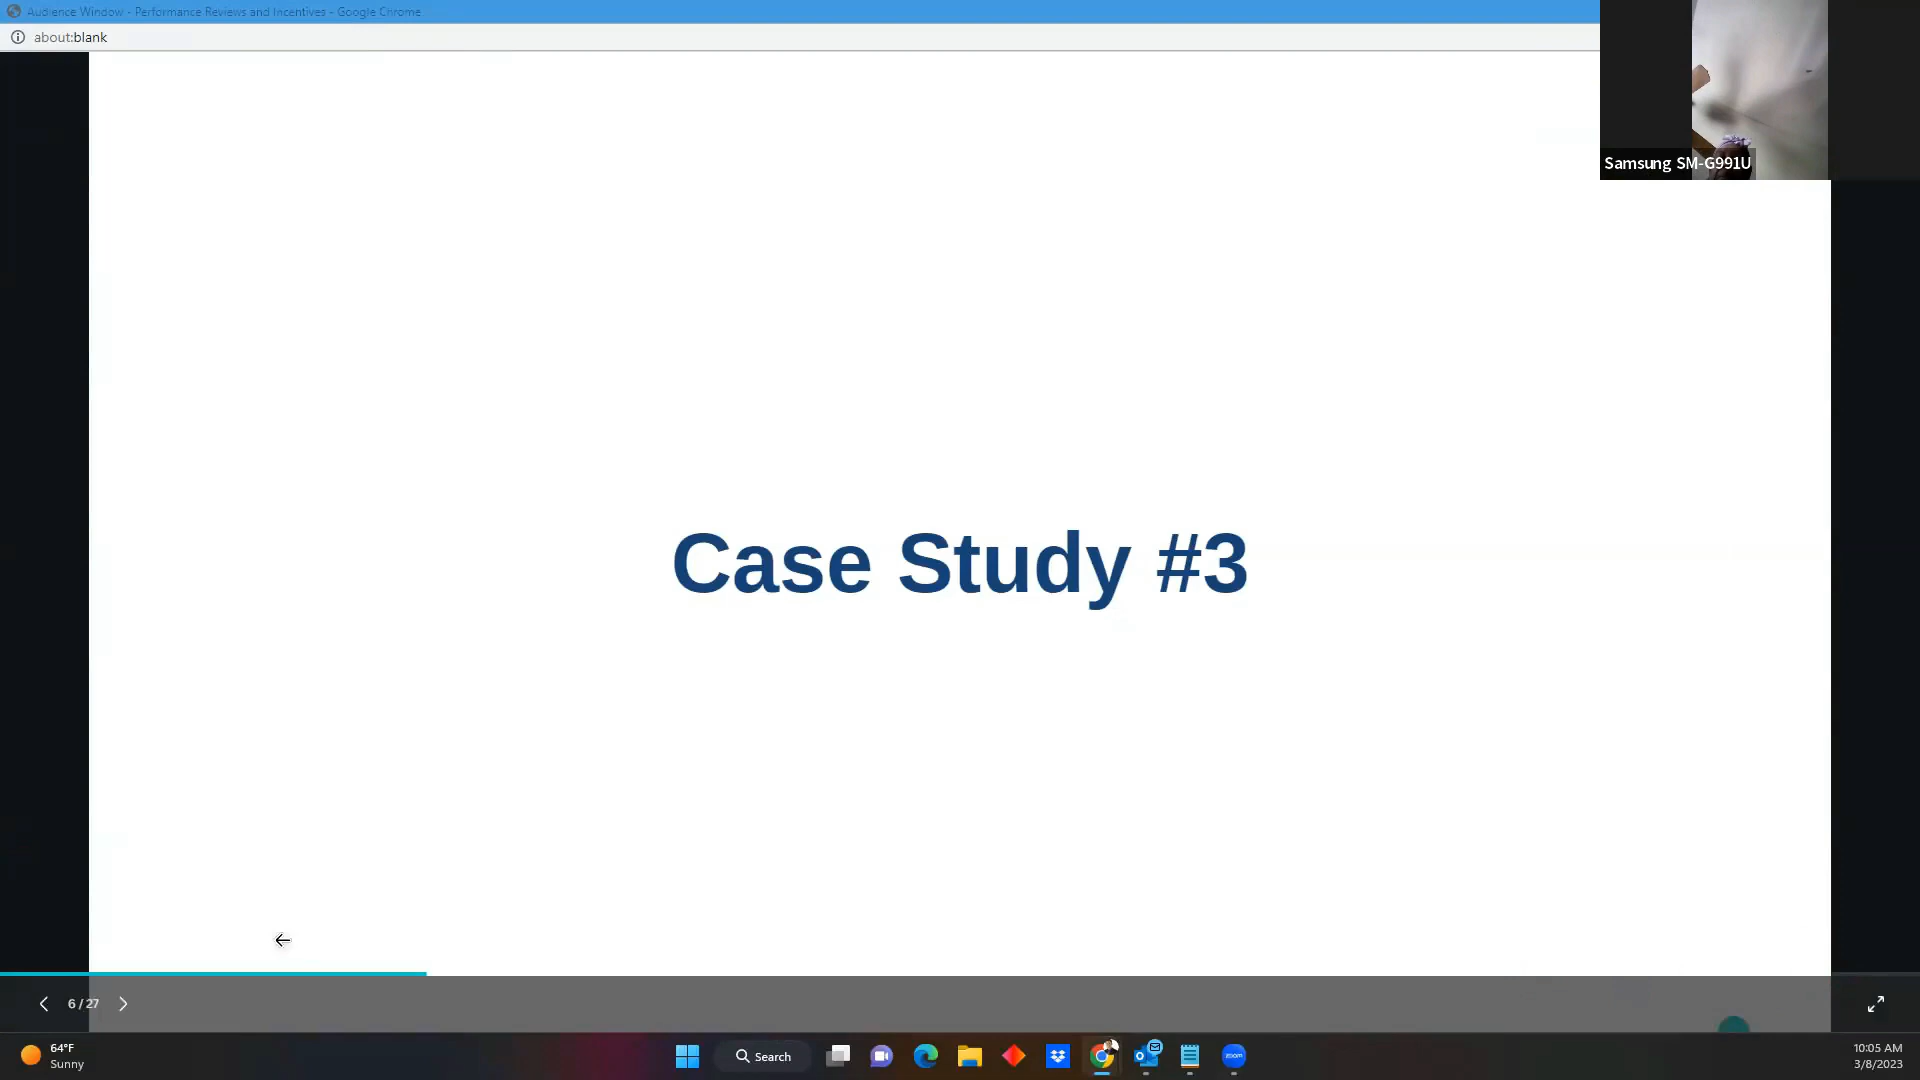 Audience Window - Performance Reviews and Incentives - Google Chrome
about:blank
Samsung SM-G991U
Case Study #3
6 / 27
64°F
Sunny
Search
zoom
10:05 AM
3/8/2023